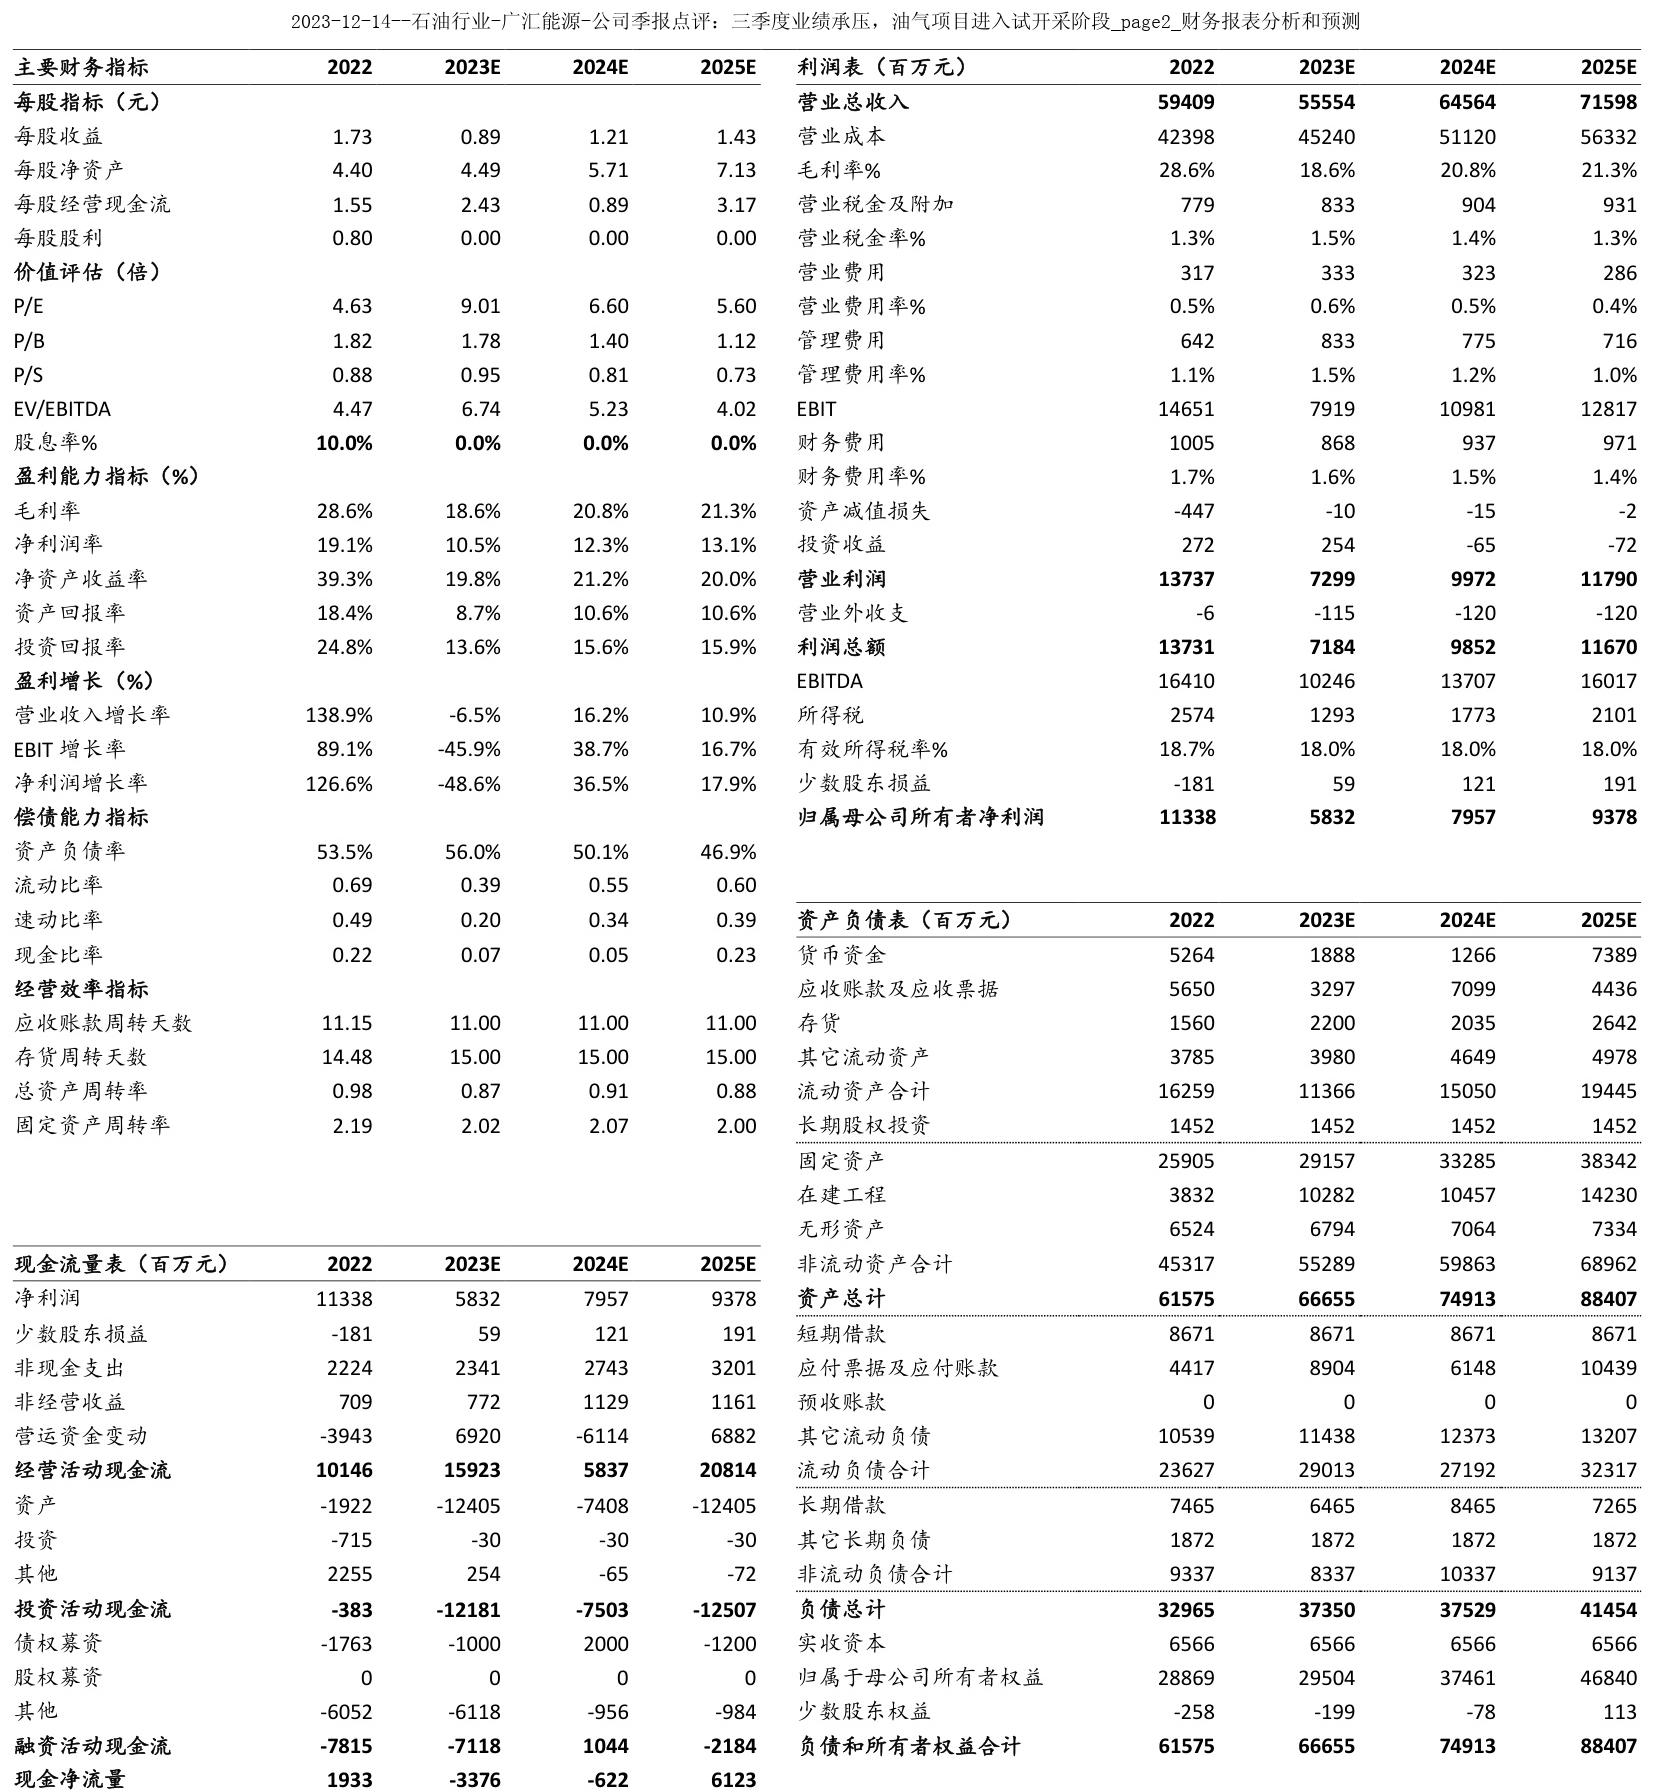 2023-12-14--石油行业-广汇能源-公司季报点评：三季度业绩承压，油气项目进入试开采阶段_page2_财务报表分析和预测
主要财务指标 2022 2023E 2024E 2025E
每股指标（元）
每股收益 1.73 0.89 1.21 1.43
每股净资产 4.40 4.49 5.71 7.13
每股经营现金流 1.55 2.43 0.89 3.17
每股股利 0.80 0.00 0.00 0.00
价值评估（倍）
P/E 4.63 9.01 6.60 5.60
P/B 1.82 1.78 1.40 1.12
P/S 0.88 0.95 0.81 0.73
EV/EBITDA 4.47 6.74 5.23 4.02
股息率% 10.0% 0.0% 0.0% 0.0%
盈利能力指标（%）
毛利率 28.6% 18.6% 20.8% 21.3%
净利润率 19.1% 10.5% 12.3% 13.1%
净资产收益率 39.3% 19.8% 21.2% 20.0%
资产回报率 18.4% 8.7% 10.6% 10.6%
投资回报率 24.8% 13.6% 15.6% 15.9%
盈利增长（%）
营业收入增长率 138.9% -6.5% 16.2% 10.9%
EBIT 增长率 89.1% -45.9% 38.7% 16.7%
净利润增长率 126.6% -48.6% 36.5% 17.9%
偿债能力指标
资产负债率 53.5% 56.0% 50.1% 46.9%
流动比率 0.69 0.39 0.55 0.60
速动比率 0.49 0.20 0.34 0.39
现金比率 0.22 0.07 0.05 0.23
经营效率指标
应收账款周转天数 11.15 11.00 11.00 11.00
存货周转天数 14.48 15.00 15.00 15.00
总资产周转率 0.98 0.87 0.91 0.88
固定资产周转率 2.19 2.02 2.07 2.00
现金流量表（百万元） 2022 2023E 2024E 2025E
净利润 11338 5832 7957 9378
少数股东损益 -181 59 121 191
非现金支出 2224 2341 2743 3201
非经营收益 709 772 1129 1161
营运资金变动 -3943 6920 -6114 6882
经营活动现金流 10146 15923 5837 20814
资产 -1922 -12405 -7408 -12405
投资 -715 -30 -30 -30
其他 2255 254 -65 -72
投资活动现金流 -383 -12181 -7503 -12507
债权募资 -1763 -1000 2000 -1200
股权募资 0 0 0 0
其他 -6052 -6118 -956 -984
融资活动现金流 -7815 -7118 1044 -2184
现金净流量 1933 -3376 -622 6123
利润表（百万元） 2022 2023E 2024E 2025E
营业总收入 59409 55554 64564 71598
营业成本 42398 45240 51120 56332
毛利率% 28.6% 18.6% 20.8% 21.3%
营业税金及附加 779 833 904 931
营业税金率% 1.3% 1.5% 1.4% 1.3%
营业费用 317 333 323 286
营业费用率% 0.5% 0.6% 0.5% 0.4%
管理费用 642 833 775 716
管理费用率% 1.1% 1.5% 1.2% 1.0%
EBIT 14651 7919 10981 12817
财务费用 1005 868 937 971
财务费用率% 1.7% 1.6% 1.5% 1.4%
资产减值损失 -447 -10 -15 -2
投资收益 272 254 -65 -72
营业利润 13737 7299 9972 11790
营业外收支 -6 -115 -120 -120
利润总额 13731 7184 9852 11670
EBITDA 16410 10246 13707 16017
所得税 2574 1293 1773 2101
有效所得税率% 18.7% 18.0% 18.0% 18.0%
少数股东损益 -181 59 121 191
归属母公司所有者净利润 11338 5832 7957 9378
资产负债表（百万元） 2022 2023E 2024E 2025E
货币资金 5264 1888 1266 7389
应收账款及应收票据 5650 3297 7099 4436
存货 1560 2200 2035 2642
其它流动资产 3785 3980 4649 4978
流动资产合计 16259 11366 15050 19445
长期股权投资 1452 1452 1452 1452
固定资产 25905 29157 33285 38342
在建工程 3832 10282 10457 14230
无形资产 6524 6794 7064 7334
非流动资产合计 45317 55289 59863 68962
资产总计 61575 66655 74913 88407
短期借款 8671 8671 8671 8671
应付票据及应付账款 4417 8904 6148 10439
预收账款 0 0 0 0
其它流动负债 10539 11438 12373 13207
流动负债合计 23627 29013 27192 32317
长期借款 7465 6465 8465 7265
其它长期负债 1872 1872 1872 1872
非流动负债合计 9337 8337 10337 9137
负债总计 32965 37350 37529 41454
实收资本 6566 6566 6566 6566
归属于母公司所有者权益 28869 29504 37461 46840
少数股东权益 -258 -199 -78 113
负债和所有者权益合计 61575 66655 74913 88407